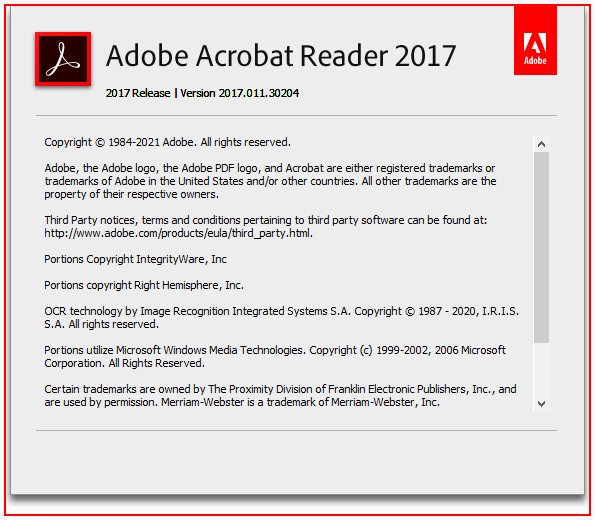 Adobe Acrobat Reader 2017
Adobe
2017 Release | Version 2017.011.30204
Copyright © 1984-2021 Adobe. All rights reserved.
Adobe, the Adobe logo, the Adobe PDF logo, and Acrobat are either registered trademarks or
trademarks of Adobe in the United States and/or other countries. All other trademarks are the
property of their respective owners.
Third Party notices, terms and conditions pertaining to third party software can be found at:
http://www.adobe.com/products/eula/third_party.html.
Portions Copyright IntegrityWare, Inc
Portions copyright Right Hemisphere, Inc.
OCR technology by Image Recognition Integrated Systems S.A. Copyright © 1987 - 2020, I.R.I.S.
S.A. All rights reserved.
Portions utilize Microsoft Windows Media Technologies. Copyright (c) 1999-2002, 2006 Microsoft
Corporation. All Rights Reserved.
Certain trademarks are owned by The Proximity Division of Franklin Electronic Publishers, Inc., and
are used by permission. Merriam-Webster is a trademark of Merriam-Webster, Inc.